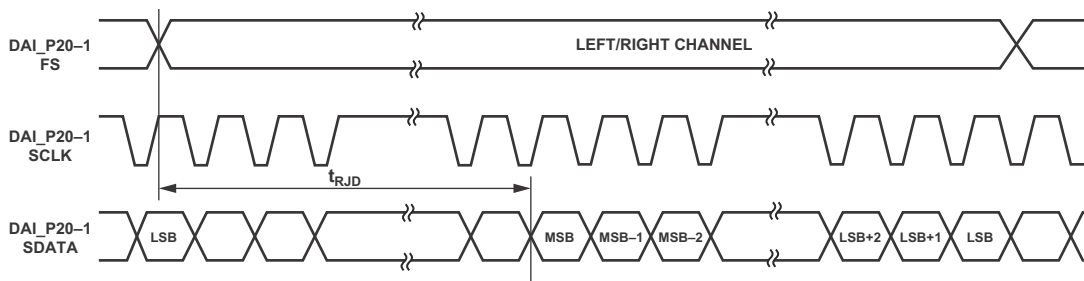 DAI_P20–1
FS
LEFT/RIGHT CHANNEL
DAI_P20–1
SCLK
tRJD
DAI_P20–1
SDATA
LSB
MSB
MSB–1
MSB–2
LSB+2
LSB+1
LSB